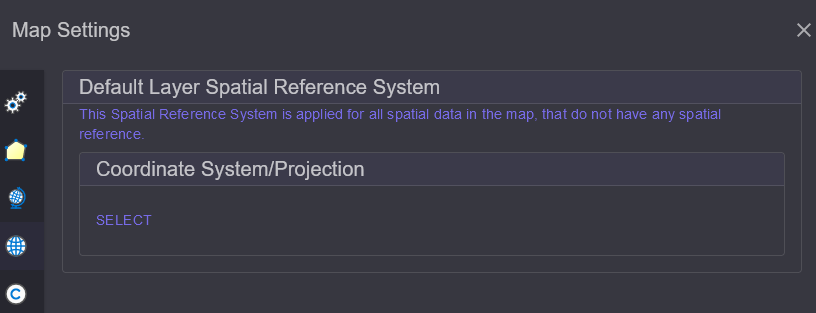 Map Settings
Default Layer Spatial Reference System
This Spatial Reference System is applied for all spatial data in the map, that do not have any spatial
reference.
Coordinate System/Projection
SELECT
C